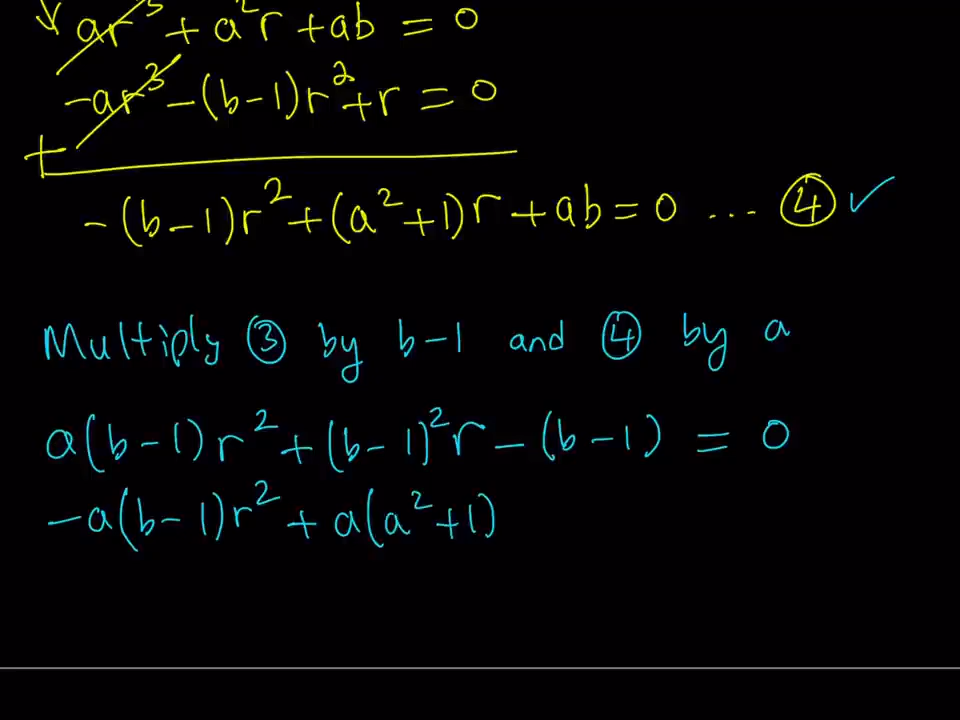 ar³ + a²r + ab = 0
-ar³ - (b-1)r² + r = 0
+
-(b-1)r² + (a²+1)r + ab = 0 ... ④ ✓
Multiply ③ by b-1 and ④ by a
a(b-1)r² + (b-1)²r - (b-1) = 0
-a(b-1)r² + a(a²+1)